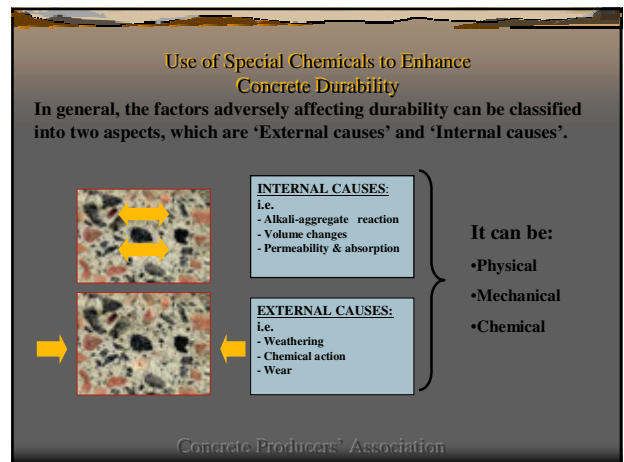 Use of Special Chemicals to Enhance
Concrete Durability
In general, the factors adversely affecting durability can be classified
into two aspects, which are ‘External causes’ and ‘Internal causes’.
INTERNAL CAUSES:
i.e.
- Alkali-aggregate reaction
- Volume changes
- Permeability & absorption
EXTERNAL CAUSES:
i.e.
- Weathering
- Chemical action
- Wear
It can be:
•Physical
•Mechanical
•Chemical
Concrete Producers’ Association